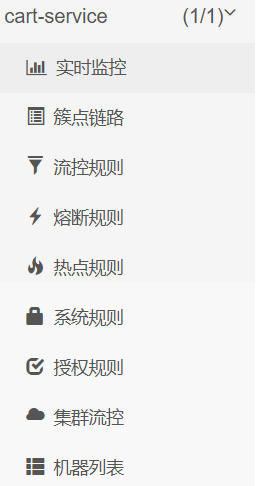 cart-service (1/1)
实时监控
簇点链路
流控规则
熔断规则
热点规则
系统规则
授权规则
集群流控
机器列表